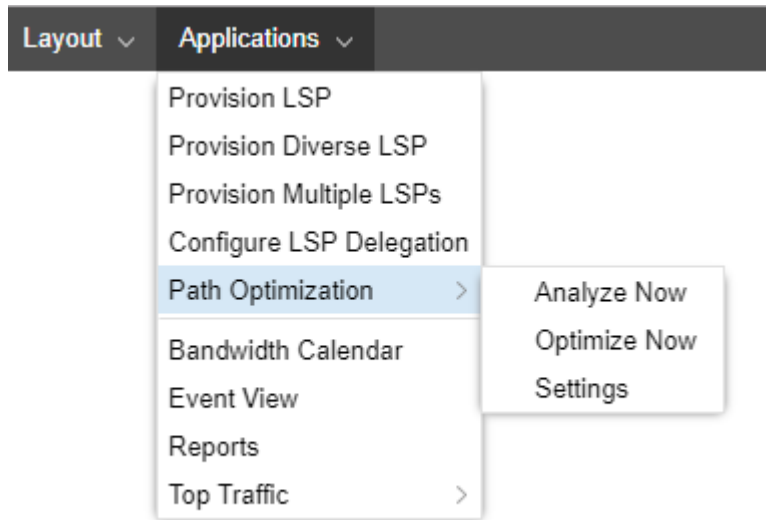 Layout Applications
Provision LSP
Provision Diverse LSP
Provision Multiple LSPs
Configure LSP Delegation
Path Optimization
Analyze Now
Optimize Now
Settings
Bandwidth Calendar
Event View
Reports
Top Traffic